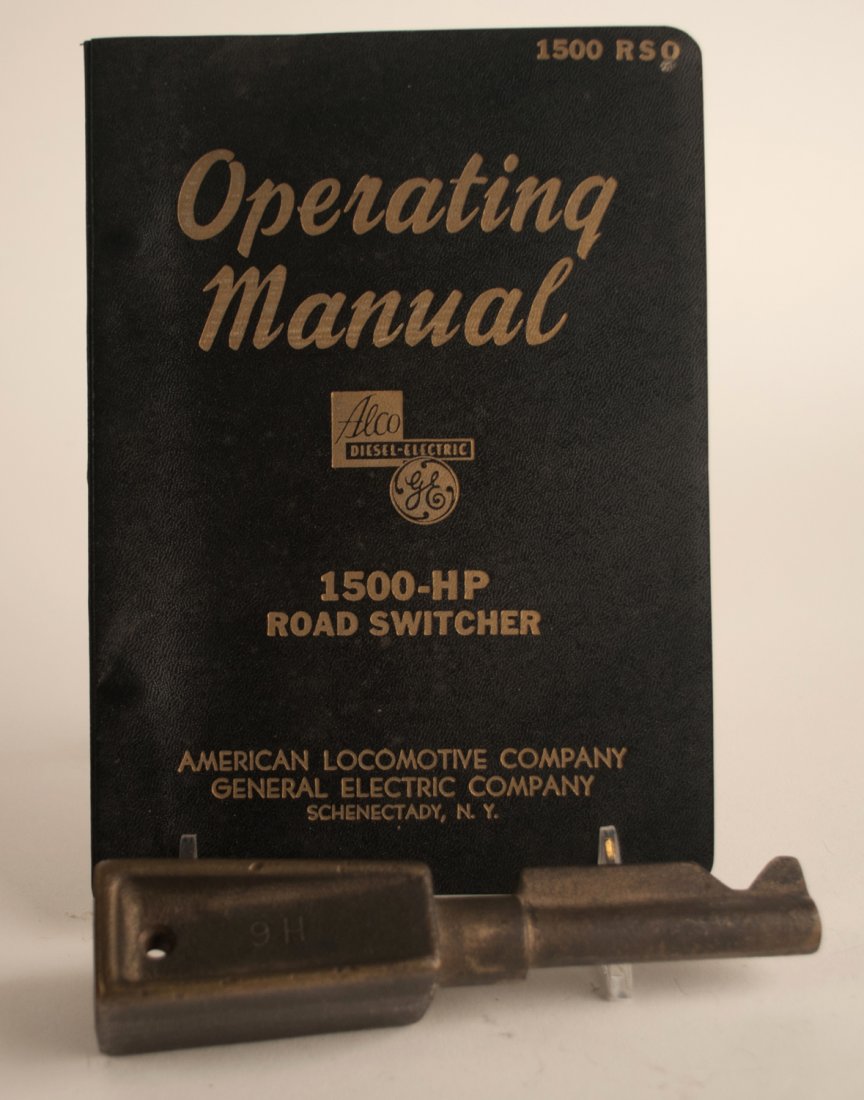 1500 RSO
Operating
Manual
Alco
DIESEL-ELECTRIC
GE
1500-HP
ROAD SWITCHER
AMERICAN LOCOMOTIVE COMPANY
GENERAL ELECTRIC COMPANY
SCHENECTADY, N. Y.
9H